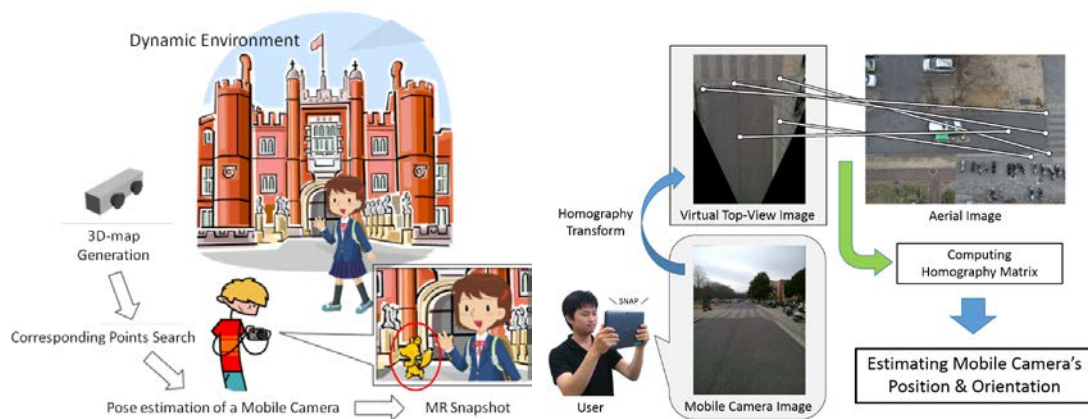 Dynamic Environment
3D-map
Generation
Corresponding Points Search
Pose estimation of a Mobile Camera
MR Snapshot
Homography
Transform
Virtual Top-View Image
Aerial Image
Computing
Homography Matrix
SNAP
User
Mobile Camera Image
Estimating Mobile Camera's
Position & Orientation